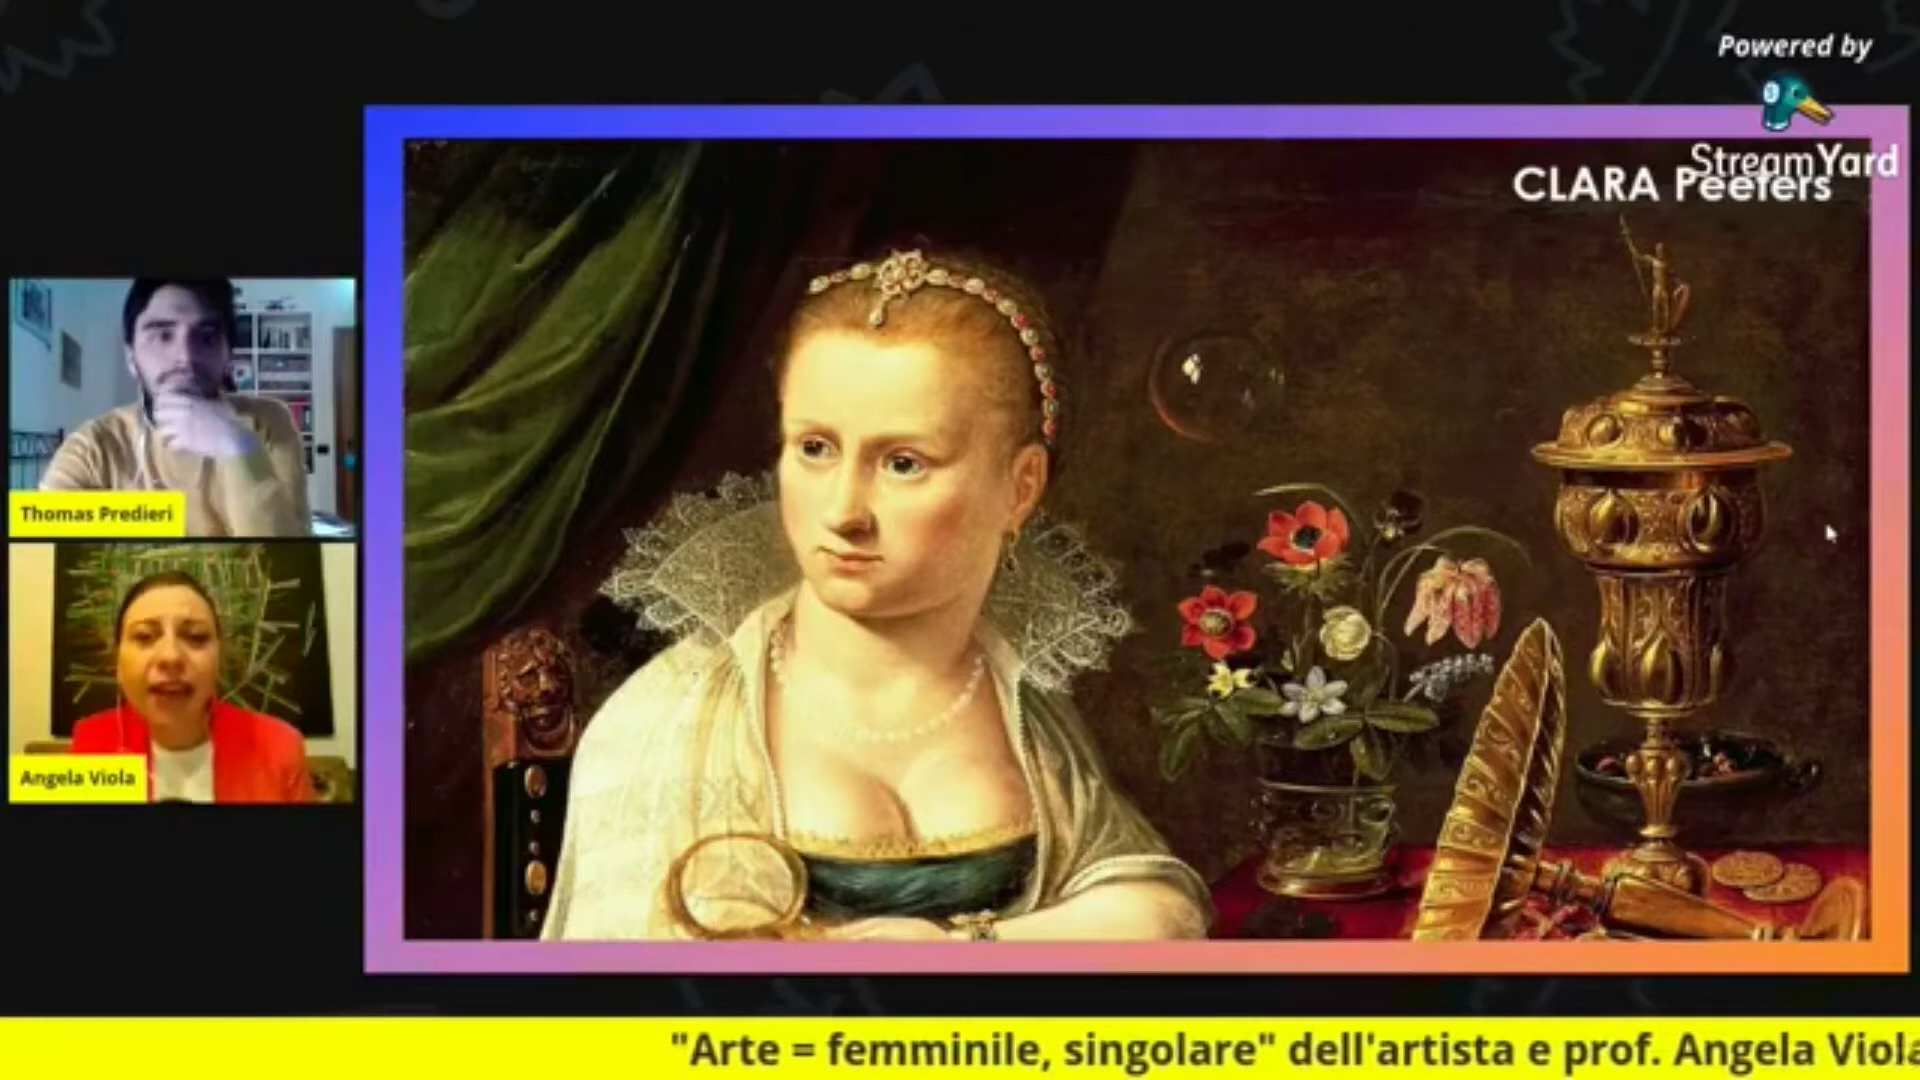 Powered by
StreamYard
CLARA Peeters
Thomas Predieri
Angela Viola
"Arte = femminile, singolare" dell'artista e prof. Angela Viola